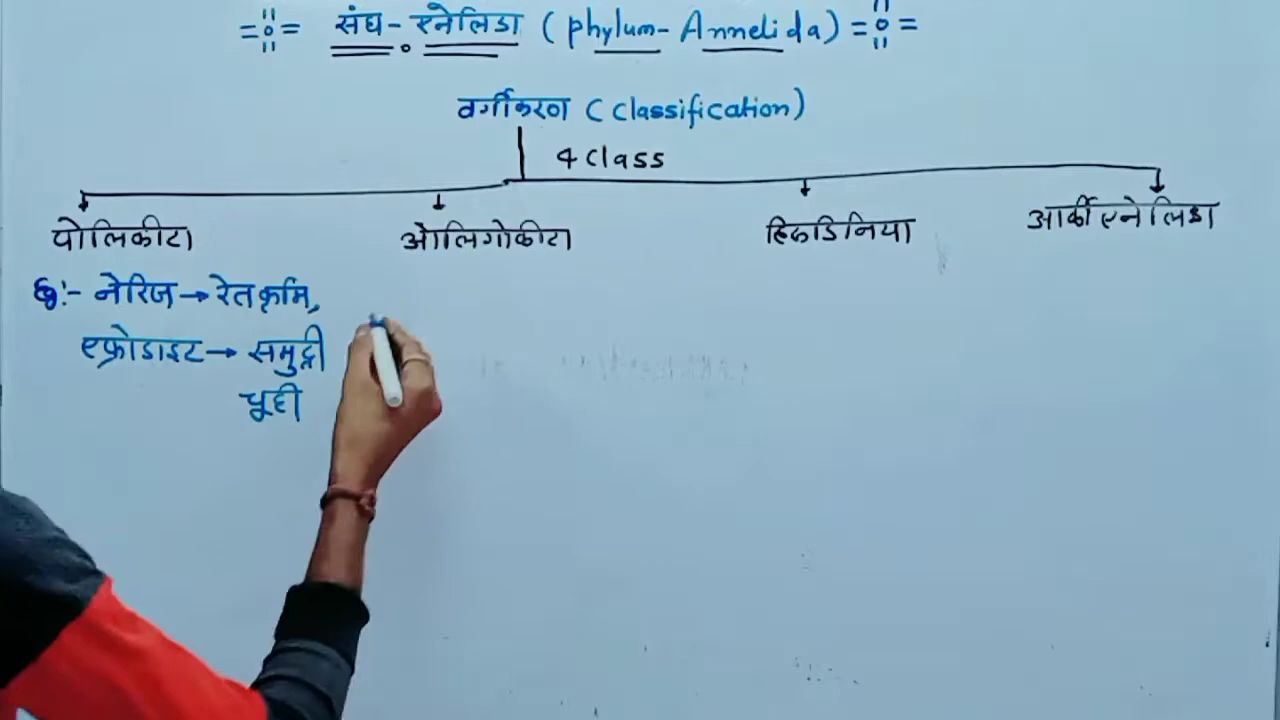 संघ - एनेलिडा (phylum - Annelida)
वर्गीकरण (classification)
4 class
पोलिकीटा ओलिगोकीटा हिरूडिनिया आर्कीएनेलिडा
उ:- नेरिज → रेतकृमि,
एफ्रोडाइट → समुद्री
चूही